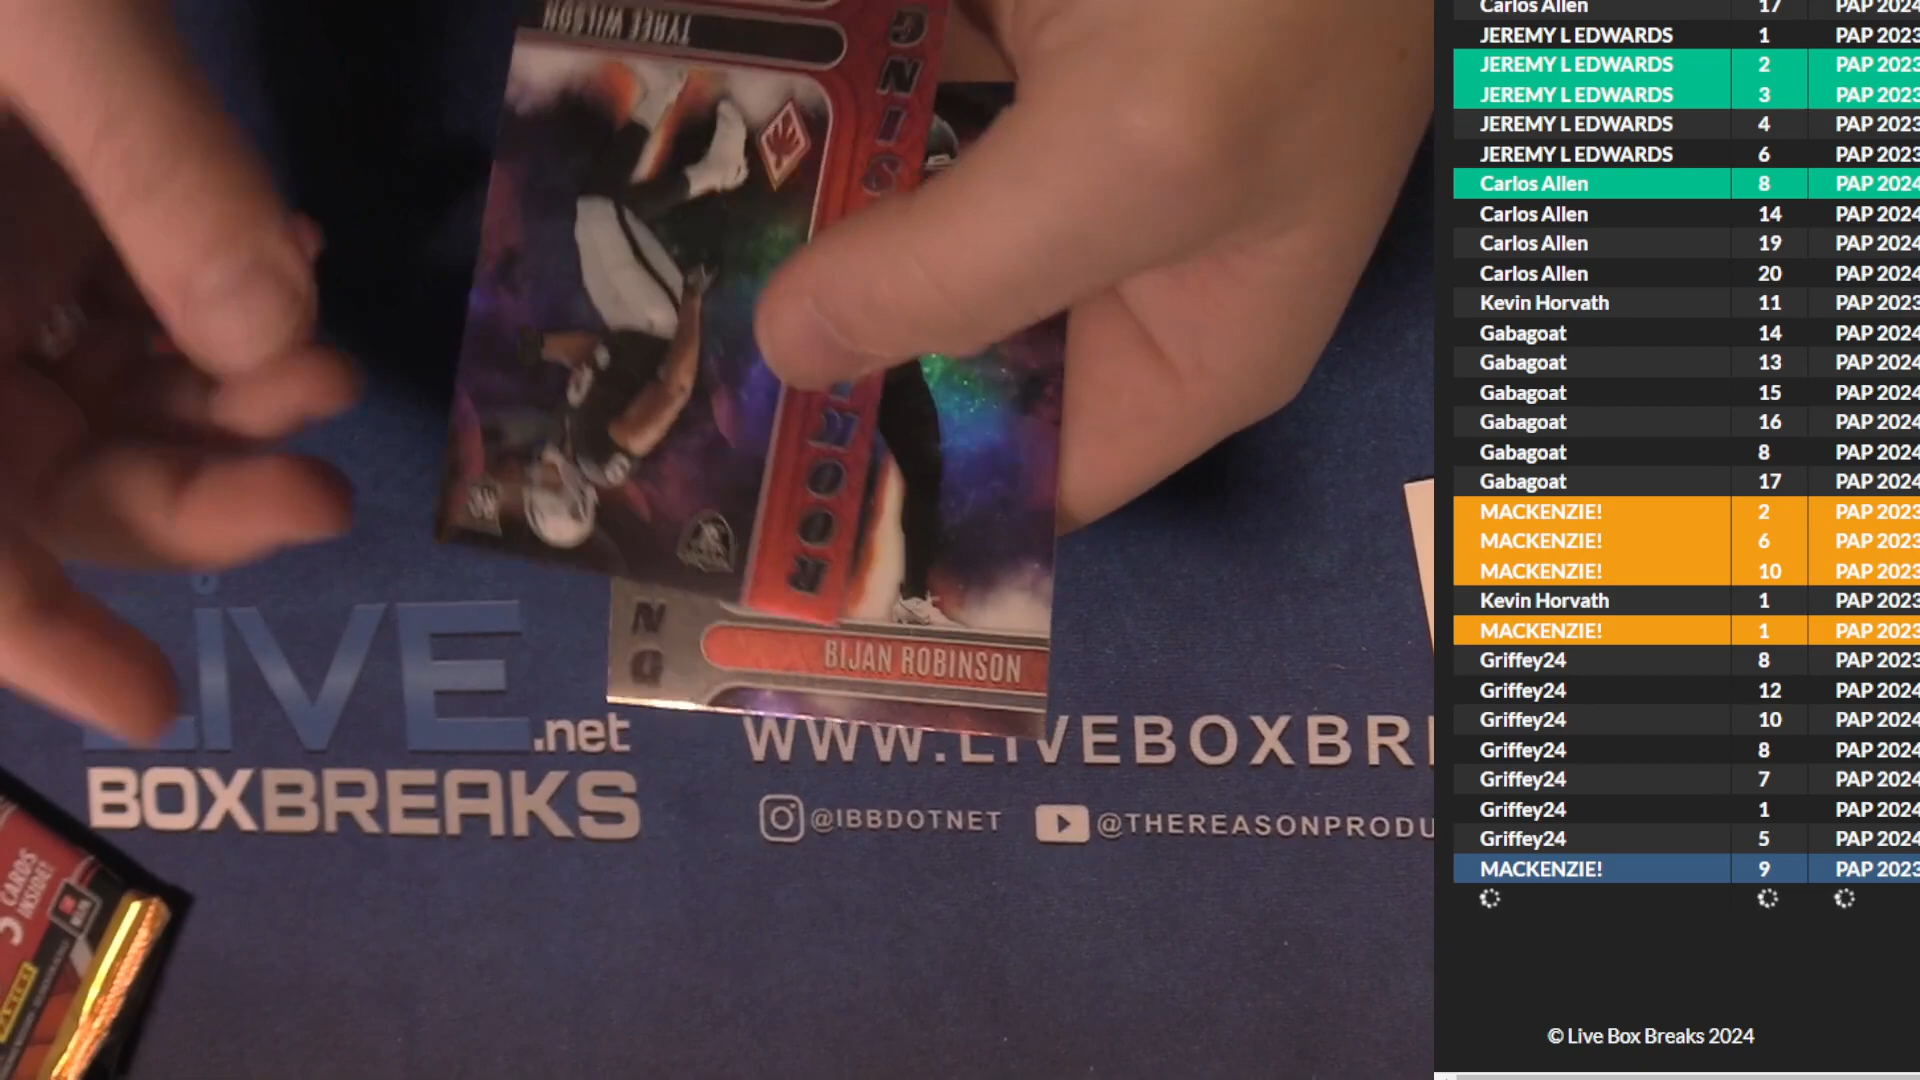 TYREE WILSON
BIJAN ROBINSON
LiVE
.net
BOXBREAKS
WWW.LiVEBOXBR
@IBBDOTNET
@THEREASONPRODU
5 CARDS
INSIDE!
Carlos Allen 17 PAP 2024
JEREMY L EDWARDS 1 PAP 2023
JEREMY L EDWARDS 2 PAP 2023
JEREMY L EDWARDS 3 PAP 2023
JEREMY L EDWARDS 4 PAP 2023
JEREMY L EDWARDS 6 PAP 2023
Carlos Allen 8 PAP 2024
Carlos Allen 14 PAP 2024
Carlos Allen 19 PAP 2024
Carlos Allen 20 PAP 2024
Kevin Horvath 11 PAP 2023
Gabagoat 14 PAP 2024
Gabagoat 13 PAP 2024
Gabagoat 15 PAP 2024
Gabagoat 16 PAP 2024
Gabagoat 8 PAP 2024
Gabagoat 17 PAP 2024
MACKENZIE! 2 PAP 2023
MACKENZIE! 6 PAP 2023
MACKENZIE! 10 PAP 2023
Kevin Horvath 1 PAP 2023
MACKENZIE! 1 PAP 2023
Griffey24 8 PAP 2023
Griffey24 12 PAP 2024
Griffey24 10 PAP 2024
Griffey24 8 PAP 2024
Griffey24 7 PAP 2024
Griffey24 1 PAP 2024
Griffey24 5 PAP 2024
MACKENZIE! 9 PAP 2023
© Live Box Breaks 2024